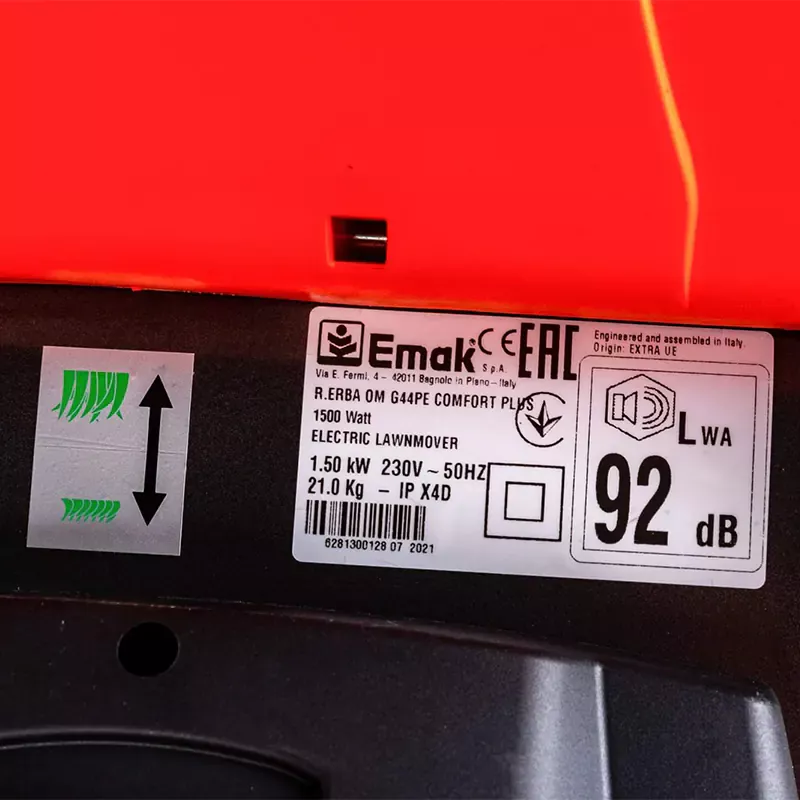 Emak® S.p.A. CE EAC
Via E. Fermi, 4 - 42011 Bagnolo in Piano - Italy
R.ERBA OM G44PE COMFORT PLUS
1500 Watt
ELECTRIC LAWNMOVER
1.50 kW 230V ~ 50HZ
21.0 Kg - IP X4D
6281300128 07 2021
Engineered and assembled in Italy.
Origin: EXTRA UE
LWA
92 dB